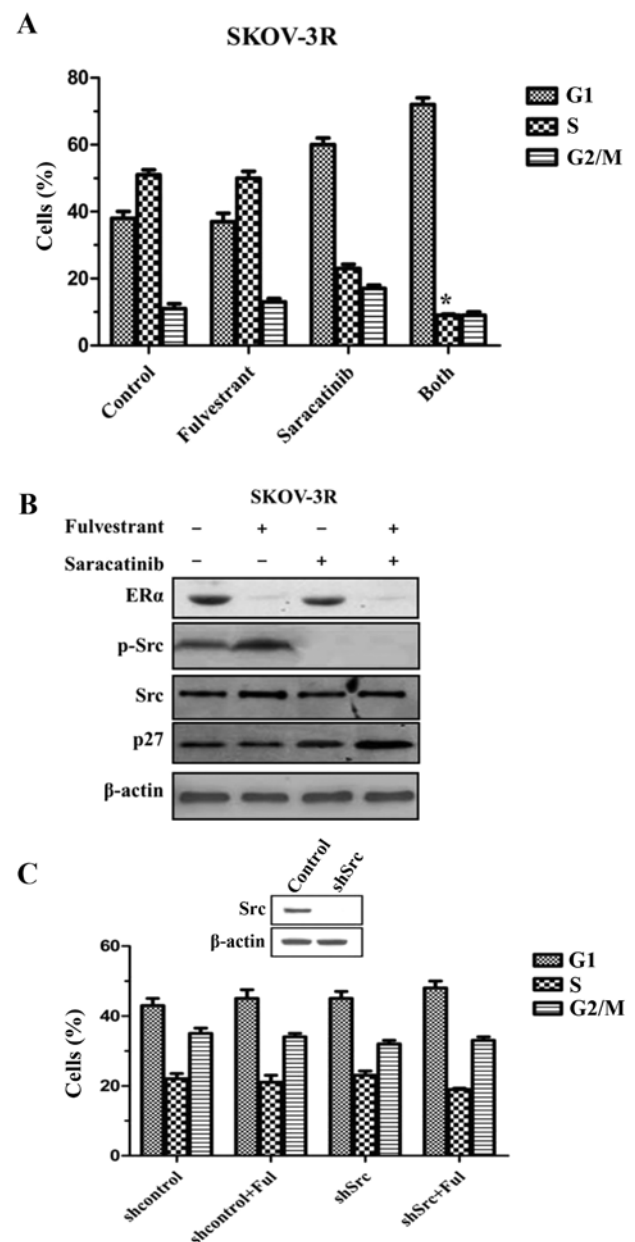 A
SKOV-3R
80
60
40
20
0
Cells (%)
G1
S
G2/M
*
Control
Fulvestrant
Saracatinib
Both
B
SKOV-3R
Fulvestrant – + – +
Saracatinib – – + +
ERα
p-Src
Src
p27
β-actin
C
Control
shSrc
Src
β-actin
60
40
20
0
Cells (%)
G1
S
G2/M
shcontrol
shcontrol+Ful
shSrc
shSrc+Ful